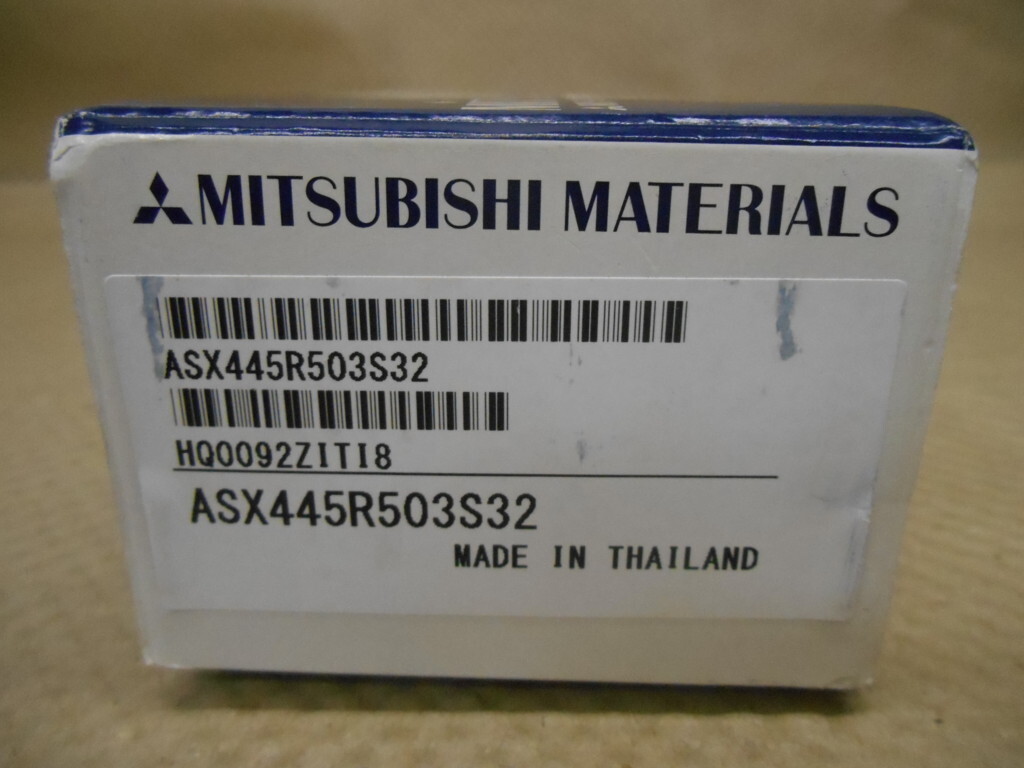 MITSUBISHI MATERIALS
ASX445R503S32
HQ0092ZITI8
ASX445R503S32
MADE IN THAILAND